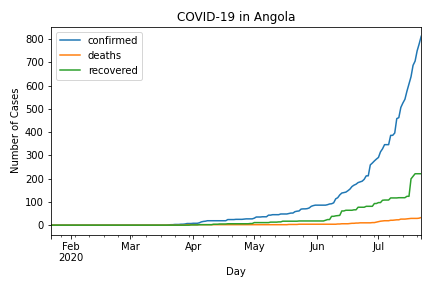 COVID-19 in Angola
confirmed
deaths
recovered
Number of Cases
800
700
600
500
400
300
200
100
0
Feb Mar Apr May Jun Jul
2020
Day